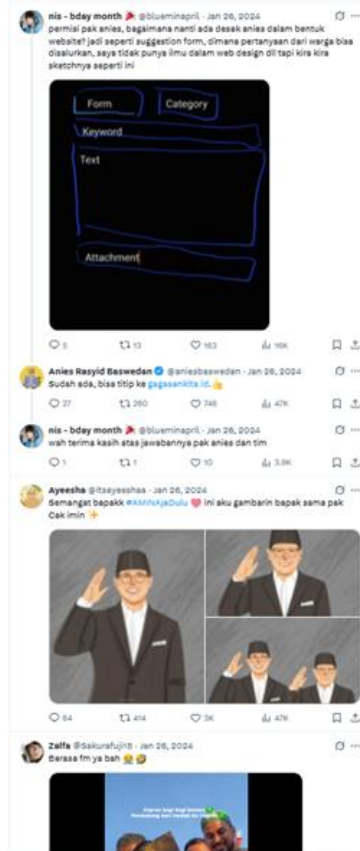 nis - bday month @blueminapril · Jan 26, 2024
permisi pak anies, bagaimana nanti ada desak anies dalam bentuk
website? jadi seperti suggestion form, dimana pertanyaan dari warga bisa
disalurkan, saya tidak punya ilmu dalam web design dll tapi kira kira
sketchnya seperti ini
Form Category
Keyword
Text
Attachment
5 13 163 16K
Anies Rasyid Baswedan @aniesbaswedan · Jan 26, 2024
Sudah ada, bisa titip ke gagasankita.id.
27 260 746 47K
nis - bday month @blueminapril · Jan 26, 2024
wah terima kasih atas jawabannya pak anies dan tim
1 1 10 3.9K
Ayeesha @itsayesshaa · Jan 26, 2024
Semangat bapakk #AMINAjaDulu ini aku gambarin bapak sama pak
Cak imin
64 414 3K 47K
Zalfa @Sakurafujin5 · Jan 26, 2024
Berasa fm ya bah